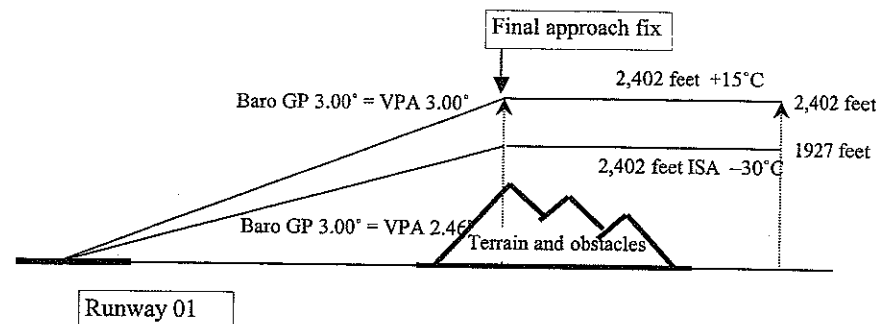 Final approach fix
2,402 feet +15°C
Baro GP 3.00° = VPA 3.00°
2,402 feet
1927 feet
2,402 feet ISA –30°C
Baro GP 3.00° = VPA 2.46°
Terrain and obstacles
Runway 01